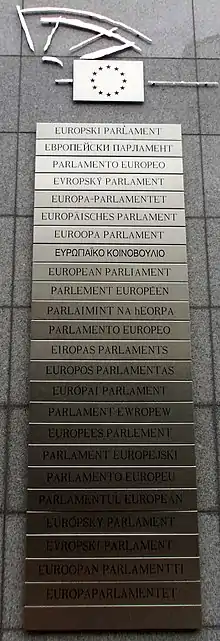 EUROPSKI PARLAMENT
ЕВРОПЕЙСКИ ПАРЛАМЕНТ
PARLAMENTO EUROPEO
EVROPSKÝ PARLAMENT
EUROPA-PARLAMENTET
EUROPÄISCHES PARLAMENT
EUROOPA PARLAMENT
ΕΥΡΩΠΑΪΚΟ ΚΟΙΝΟΒΟΥΛΙΟ
EUROPEAN PARLIAMENT
PARLEMENT EUROPÉEN
PARLAIMINT NA hEORPA
PARLAMENTO EUROPEO
EIROPAS PARLAMENTS
EUROPOS PARLAMENTAS
EURÓPAI PARLAMENT
PARLAMENT EWROPEW
EUROPEES PARLEMENT
PARLAMENT EUROPEJSKI
PARLAMENTO EUROPEU
PARLAMENTUL EUROPEAN
EURÓPSKY PARLAMENT
EVROPSKI PARLAMENT
EUROOPAN PARLAMENTTI
EUROPAPARLAMENTET